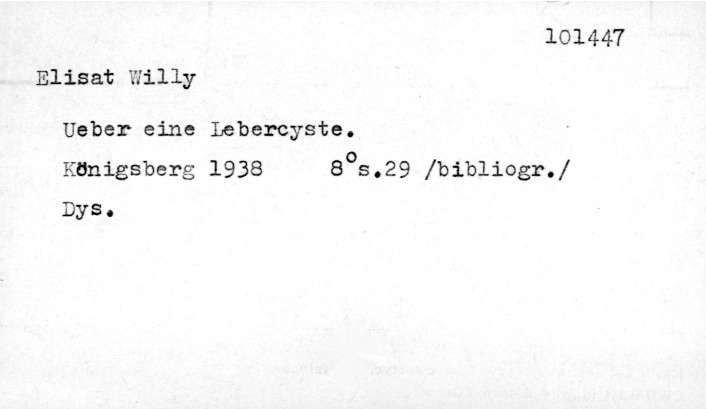 101447
Elisat Willy
Ueber eine Lebercyste.
Königsberg 1938 8°s.29 /bibliogr./
Dys.